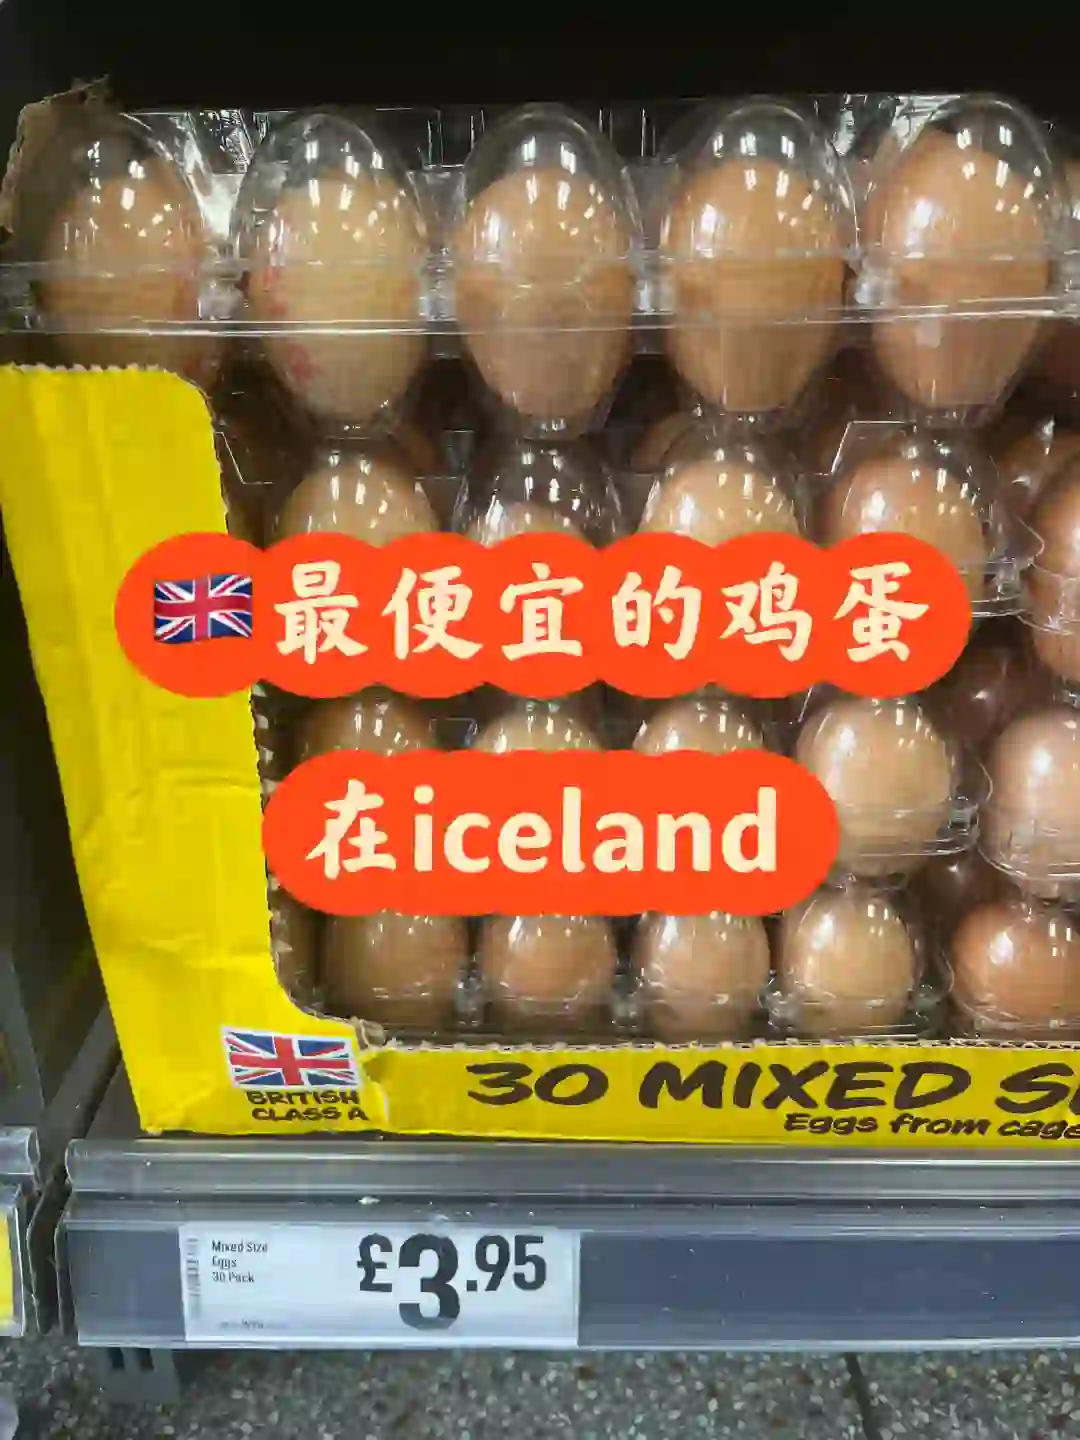 🇬🇧最便宜的鸡蛋
在iceland
BRITISH
CLASS A
30 MIXED
Eggs from
Mixed Size
Eggs
30 Pack
£3.95